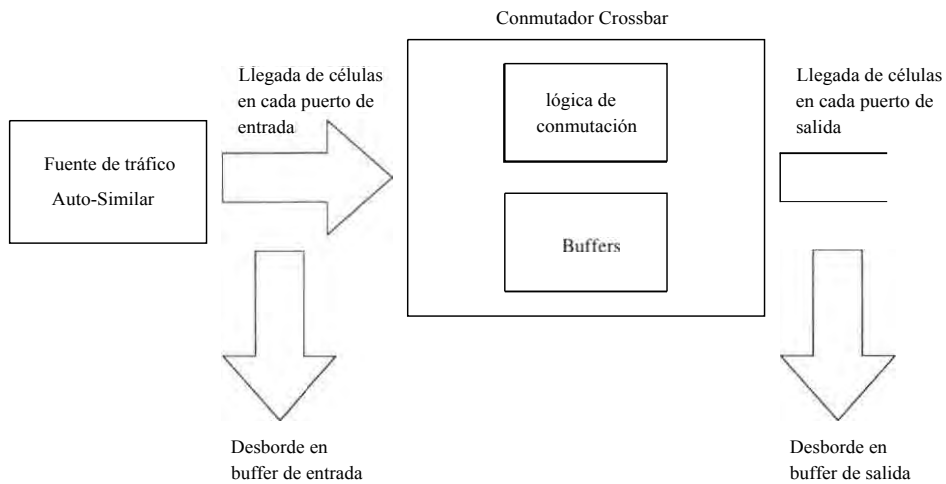 Conmutador Crossbar
Llegada de células
en cada puerto de
entrada
Fuente de tráfico
Auto-Similar
lógica de
conmutación
Buffers
Llegada de células
en cada puerto de
salida
Desborde en
buffer de entrada
Desborde en
buffer de salida